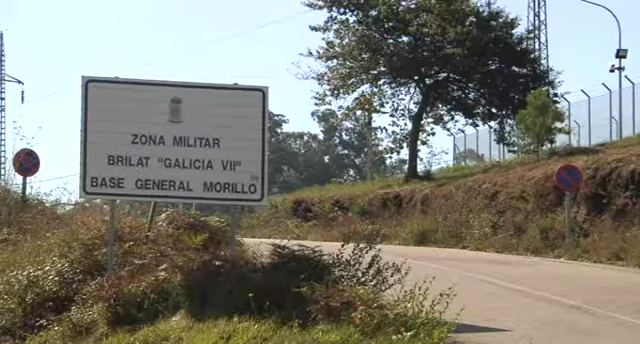 ZONA MILITAR
BRILAT "GALICIA VII"
BASE GENERAL MORILLO